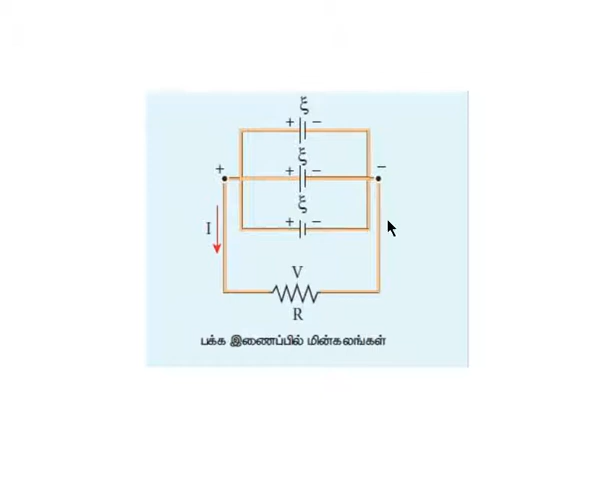 ξ
+ −
ξ
+ + − −
ξ
+ −
I
V
R
பக்க இணைப்பில் மின்கலங்கள்